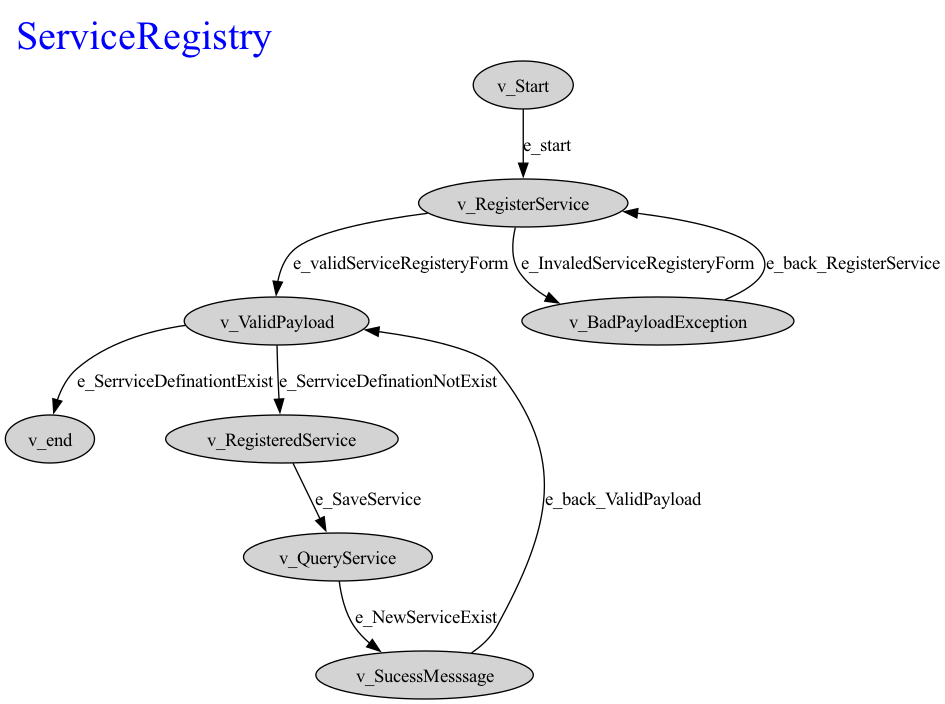 ServiceRegistry
v_Start
e_start
v_RegisterService
e_validServiceRegisteryForm
e_InvaledServiceRegisteryForm
e_back_RegisterService
v_ValidPayload
v_BadPayloadException
e_SerrviceDefinationtExist
e_SerrviceDefinationNotExist
v_end
v_RegisteredService
e_SaveService
e_back_ValidPayload
v_QueryService
e_NewServiceExist
v_SucessMesssage